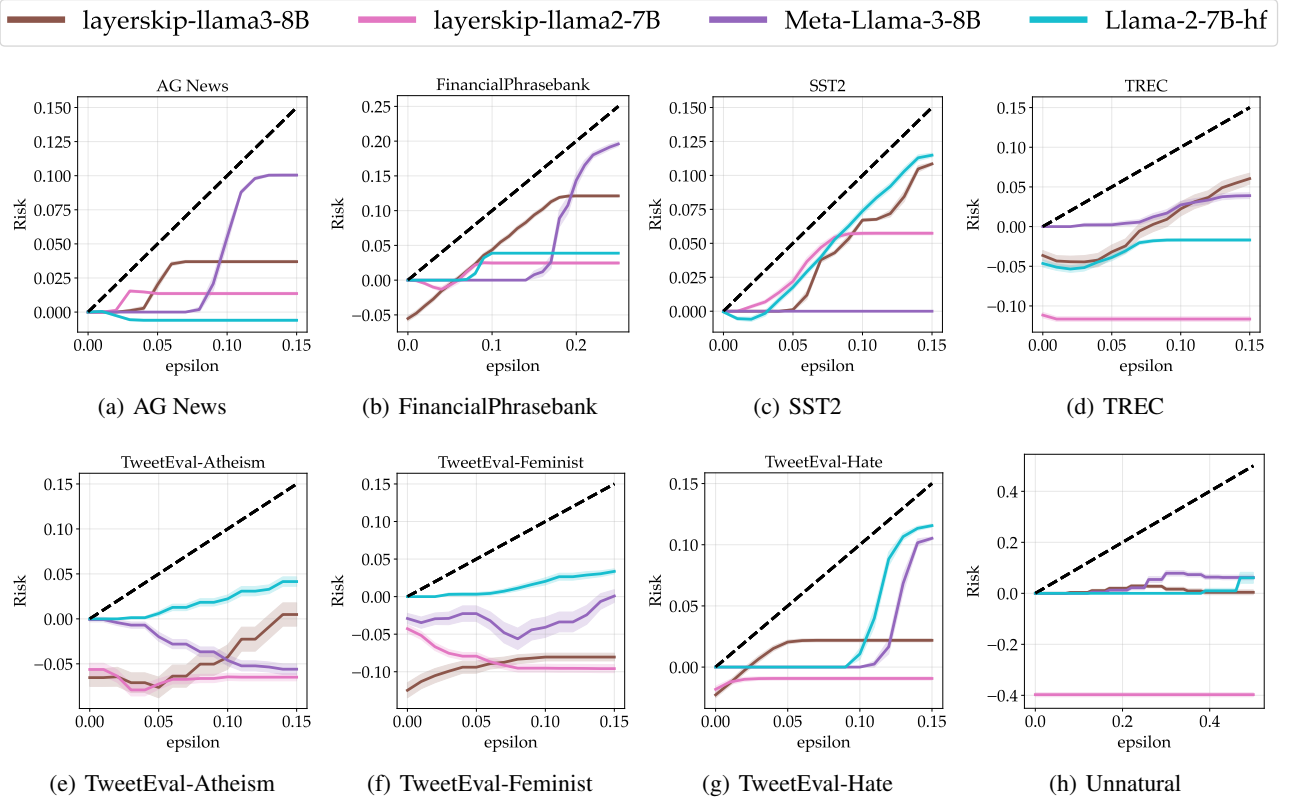 layerskip-llama3-8B layerskip-llama2-7B Meta-Llama-3-8B Llama-2-7B-hf
AG News
0.150
0.125
0.100
0.075
0.050
0.025
0.000
Risk
0.00 0.05 0.10 0.15
epsilon
(a) AG News
FinancialPhrasebank
0.25
0.20
0.15
0.10
0.05
0.00
−0.05
Risk
0.0 0.1 0.2
epsilon
(b) FinancialPhrasebank
SST2
0.150
0.125
0.100
0.075
0.050
0.025
0.000
Risk
0.00 0.05 0.10 0.15
epsilon
(c) SST2
TREC
0.15
0.10
0.05
0.00
−0.05
−0.10
Risk
0.00 0.05 0.10 0.15
epsilon
(d) TREC
TweetEval-Atheism
0.15
0.10
0.05
0.00
−0.05
Risk
0.00 0.05 0.10 0.15
epsilon
(e) TweetEval-Atheism
TweetEval-Feminist
0.15
0.10
0.05
0.00
−0.05
−0.10
Risk
0.00 0.05 0.10 0.15
epsilon
(f) TweetEval-Feminist
TweetEval-Hate
0.15
0.10
0.05
0.00
Risk
0.00 0.05 0.10 0.15
epsilon
(g) TweetEval-Hate
0.4
0.2
0.0
−0.2
−0.4
Risk
0.0 0.2 0.4
epsilon
(h) Unnatural